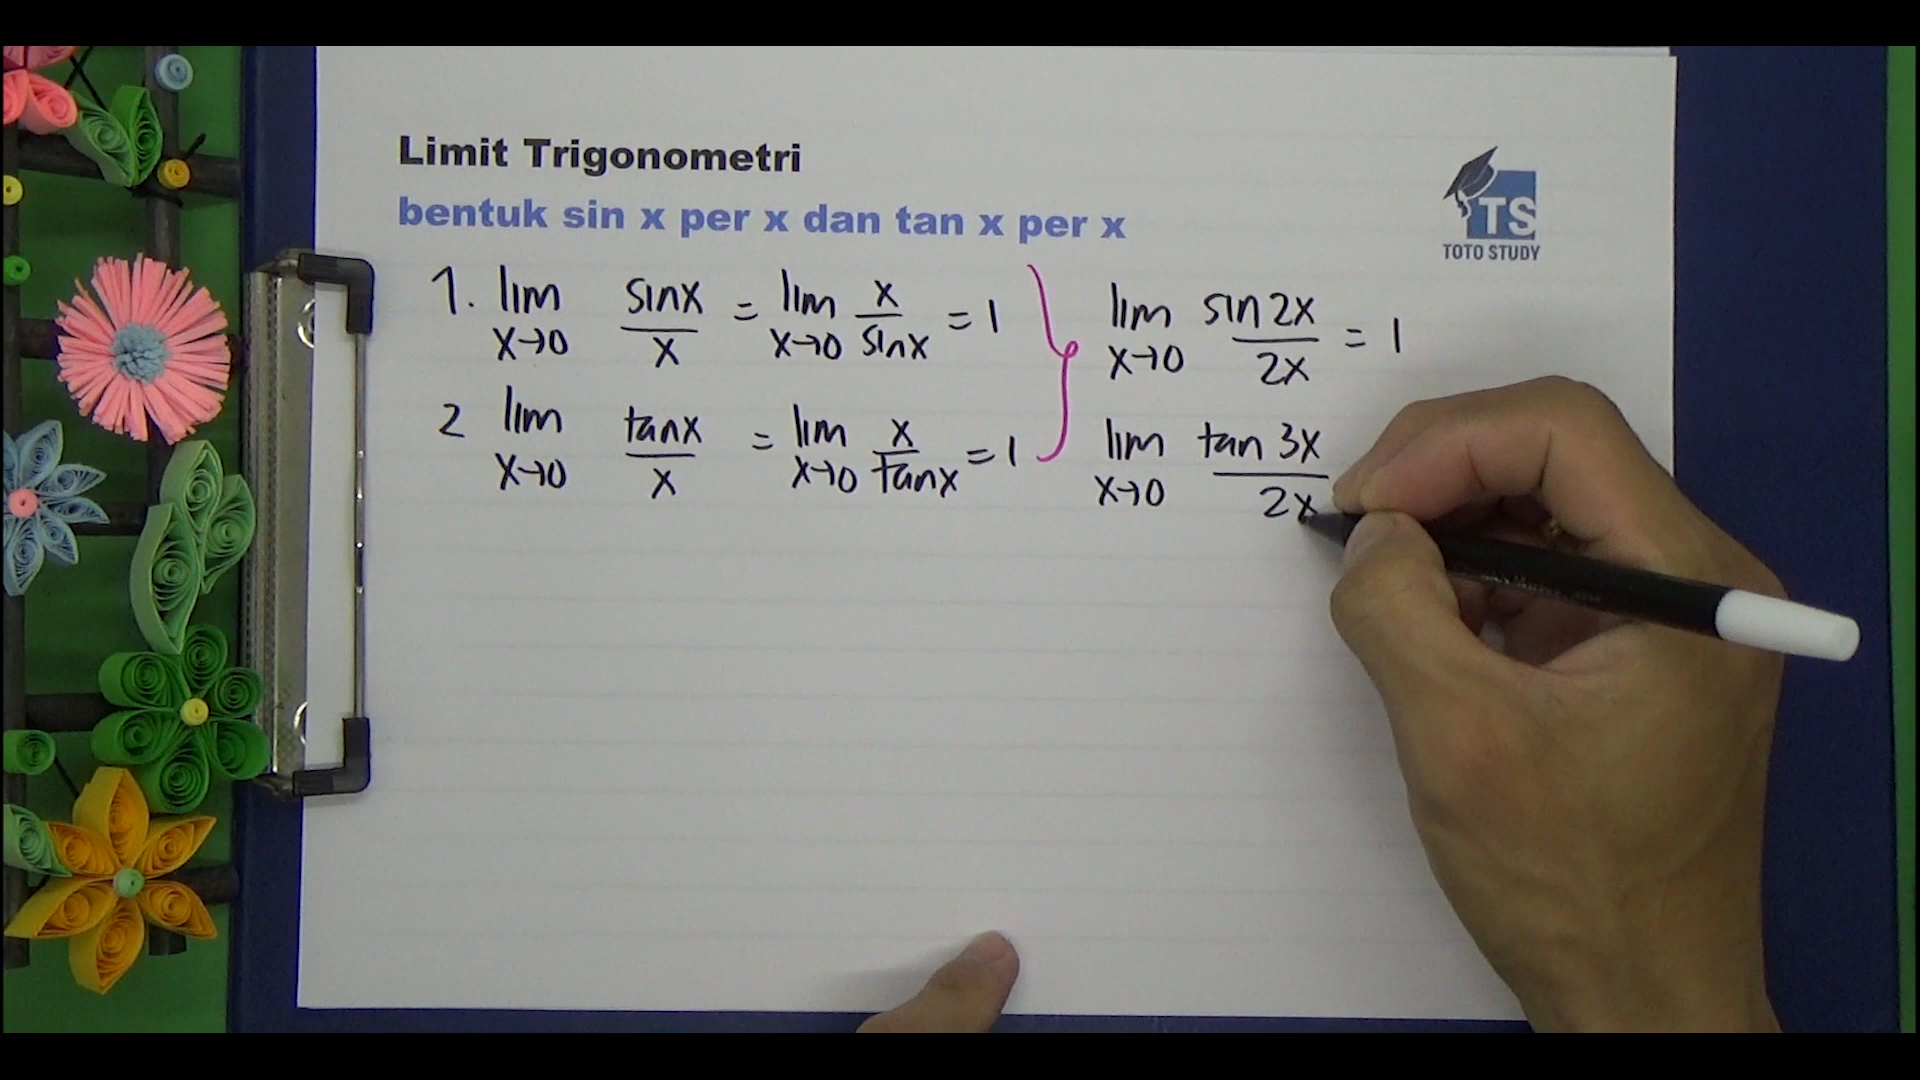 Limit Trigonometri
bentuk sin x per x dan tan x per x
TS
TOTO STUDY
1. lim x→0 sinx/x = lim x→0 x/sinx = 1
2 lim x→0 tanx/x = lim x→0 x/tanx = 1
lim x→0 sin 2x/2x = 1
lim x→0 tan 3x/2x